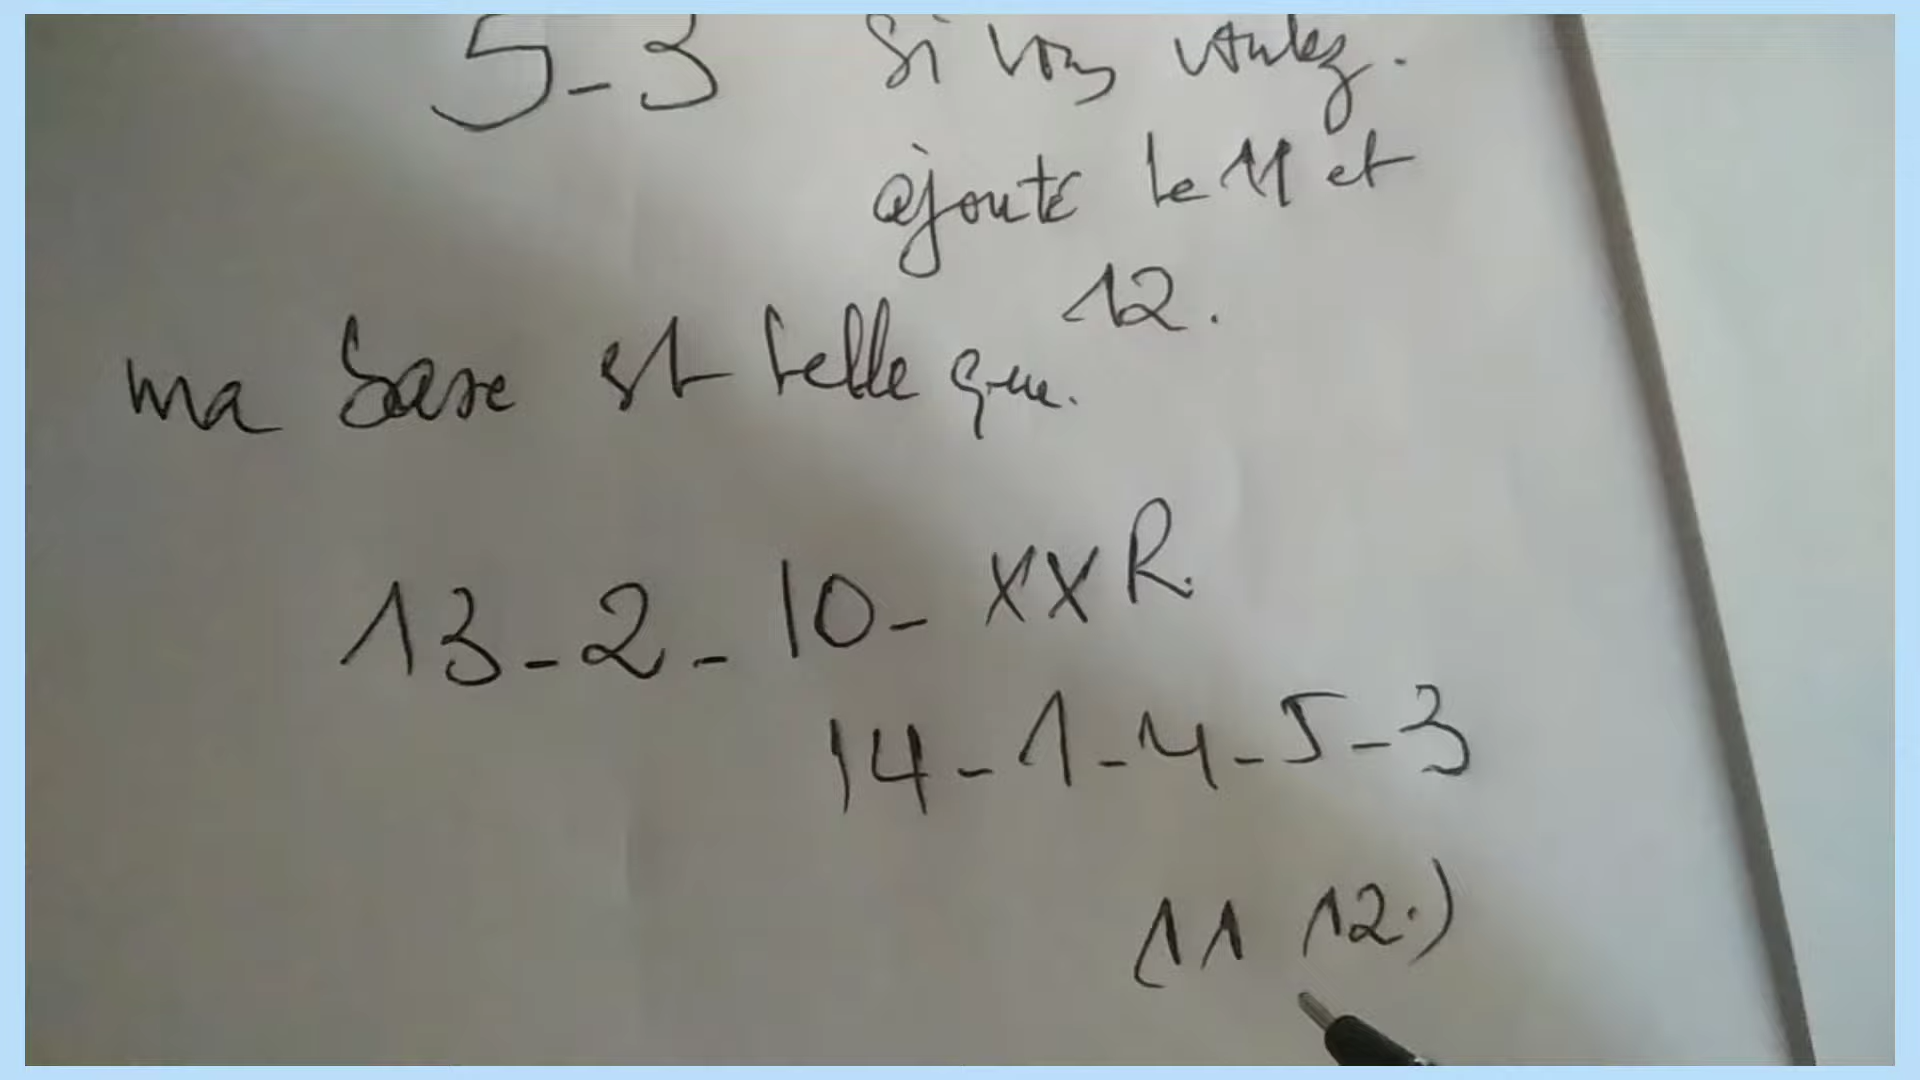 5-3 si vous voulez.
ajouté le 11 et
12.
ma base est telle que.
13-2-10-XXR.
14-1-4-5-3
(11 12.)